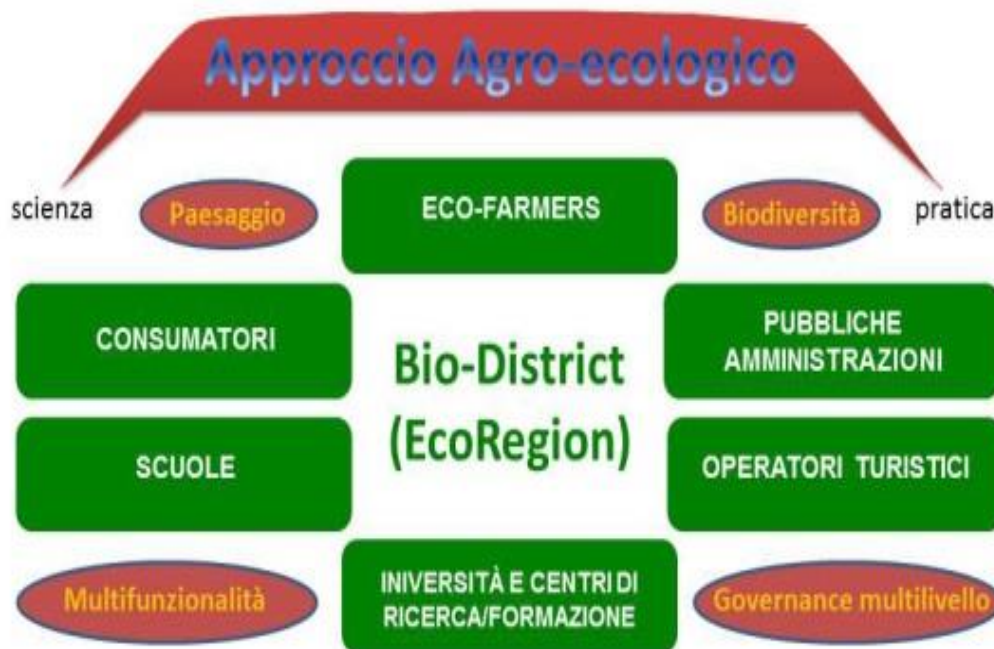 Approccio Agro-ecologico
scienza
Paesaggio
ECO-FARMERS
Biodiversità
pratica
CONSUMATORI
Bio-District
(EcoRegion)
PUBBLICHE
AMMINISTRAZIONI
SCUOLE
OPERATORI TURISTICI
Multifunzionalità
INIVERSITÀ E CENTRI DI
RICERCA/FORMAZIONE
Governance multilivello